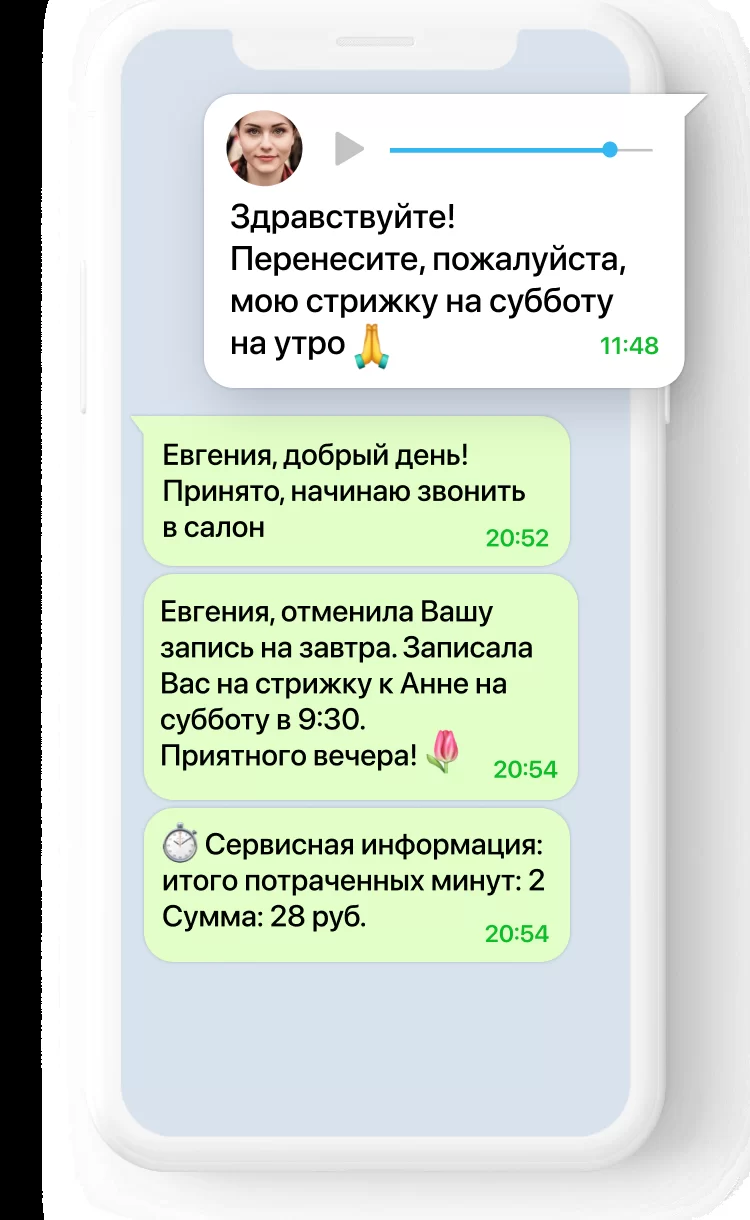 Здравствуйте!
Перенесите, пожалуйста,
мою стрижку на субботу
на утро 🙏
11:48
Евгения, добрый день!
Принято, начинаю звонить
в салон
20:52
Евгения, отменила Вашу
запись на завтра. Записала
Вас на стрижку к Анне на
субботу в 9:30.
Приятного вечера! 🌷
20:54
⏱ Сервисная информация:
итого потраченных минут: 2
Сумма: 28 руб.
20:54